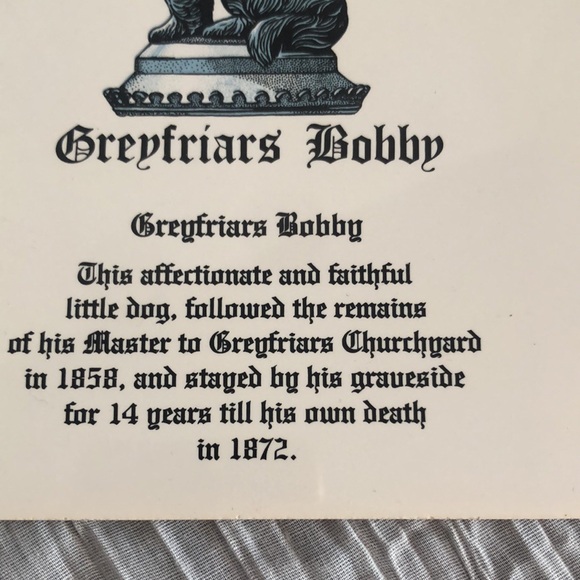 Greyfriars Bobby
Greyfriars Bobby
This affectionate and faithful
little dog, followed the remains
of his Master to Greyfriars Churchyard
in 1858, and stayed by his graveside
for 14 years till his own death
in 1872.